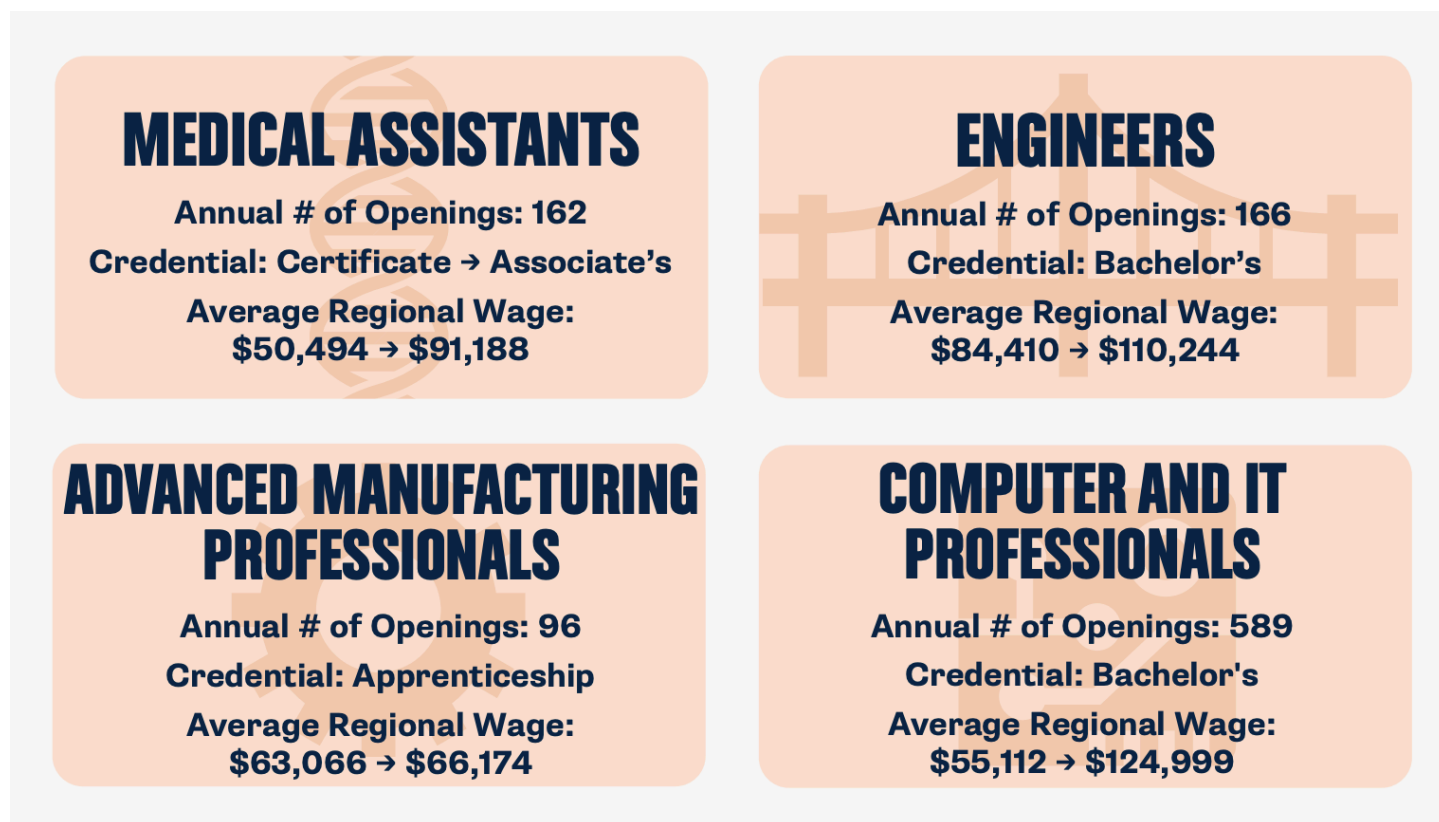 MEDICAL ASSISTANTS
Annual # of Openings: 162
Credential: Certificate → Associate’s
Average Regional Wage:
$50,494 → $91,188
ENGINEERS
Annual # of Openings: 166
Credential: Bachelor’s
Average Regional Wage:
$84,410 → $110,244
ADVANCED MANUFACTURING
PROFESSIONALS
Annual # of Openings: 96
Credential: Apprenticeship
Average Regional Wage:
$63,066 → $66,174
COMPUTER AND IT
PROFESSIONALS
Annual # of Openings: 589
Credential: Bachelor's
Average Regional Wage:
$55,112 → $124,999